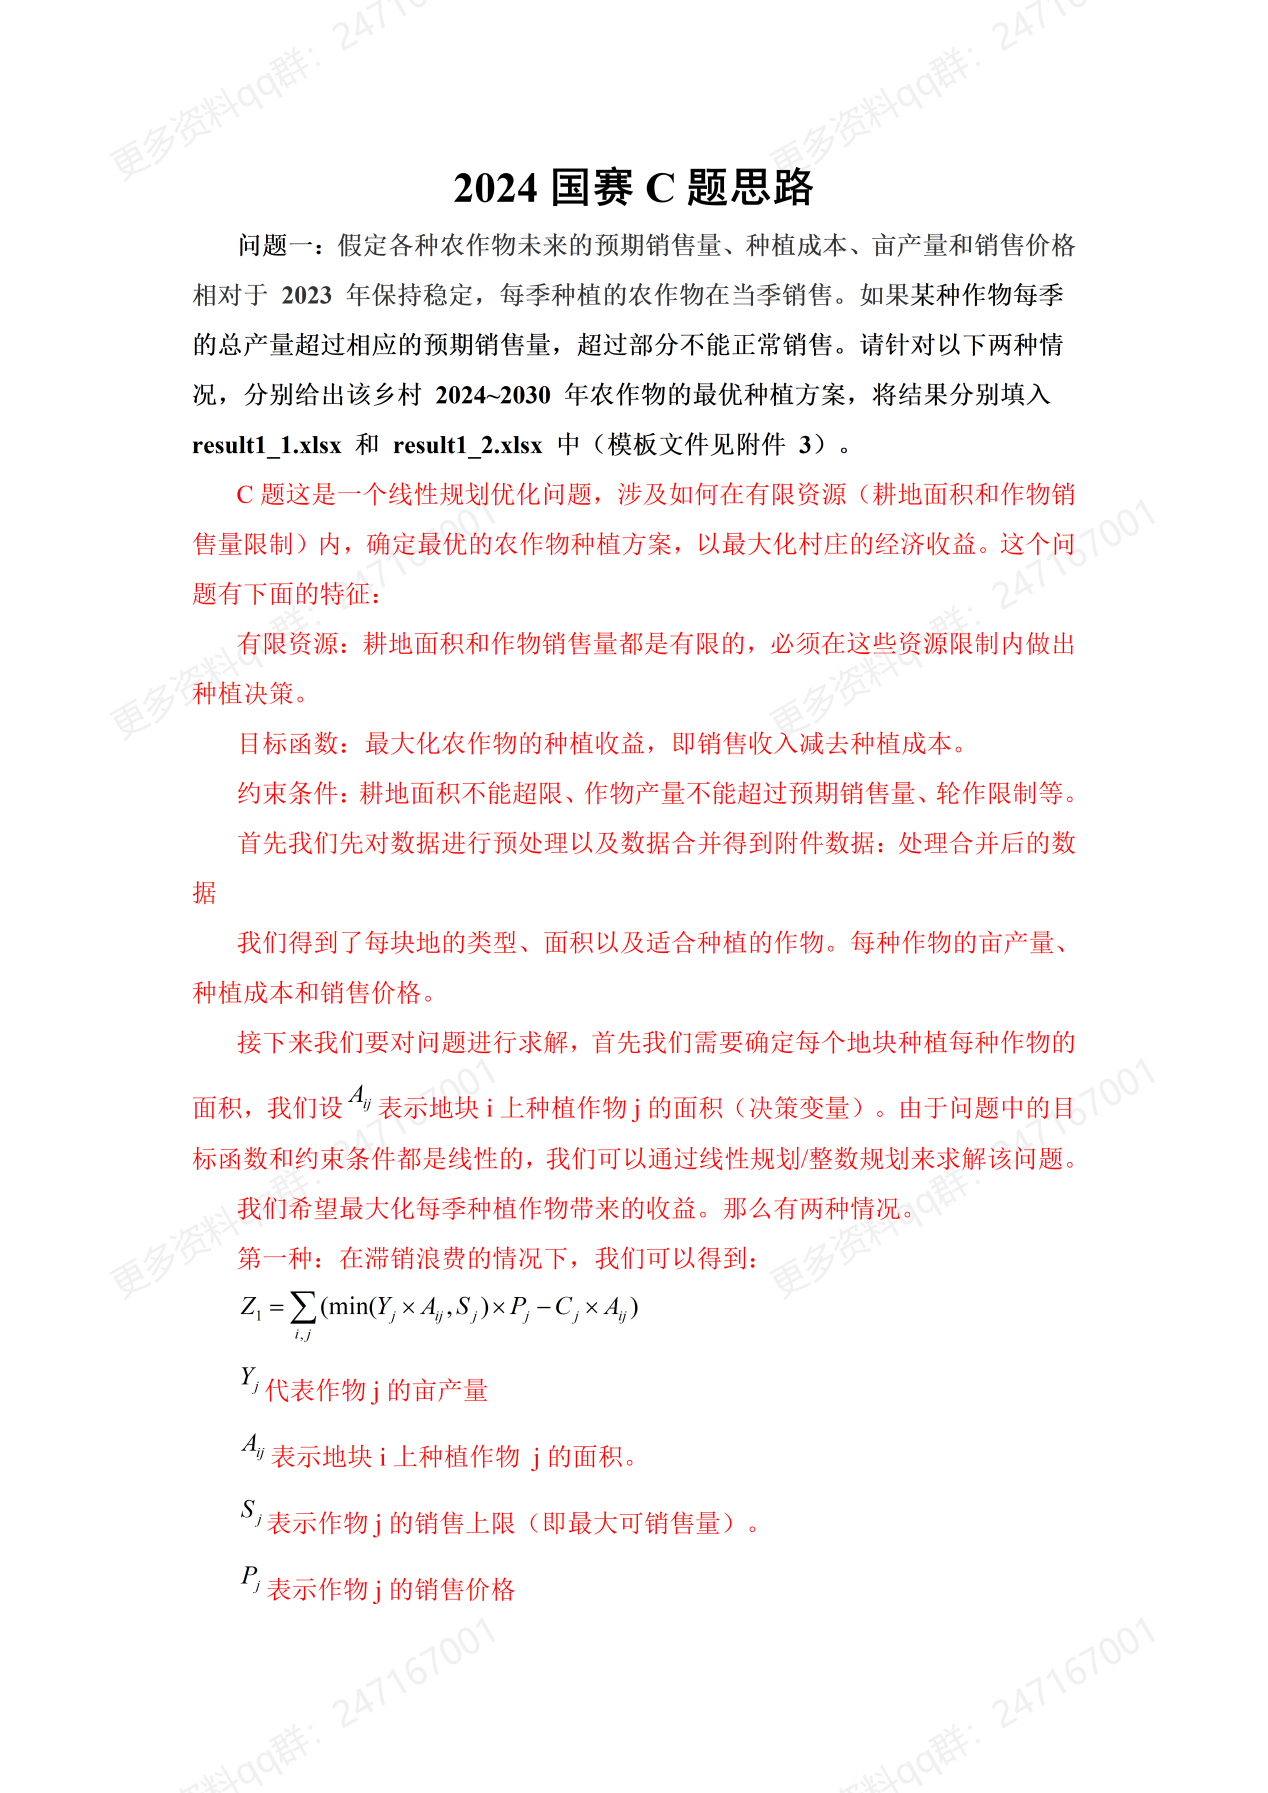 2024 国赛 C 题思路
问题一：假定各种农作物未来的预期销售量、种植成本、亩产量和销售价格
相对于 2023 年保持稳定，每季种植的农作物在当季销售。如果某种作物每季
的总产量超过相应的预期销售量，超过部分不能正常销售。请针对以下两种情
况，分别给出该乡村 2024~2030 年农作物的最优种植方案，将结果分别填入
result1_1.xlsx 和 result1_2.xlsx 中（模板文件见附件 3）。
C 题这是一个线性规划优化问题，涉及如何在有限资源（耕地面积和作物销
售量限制）内，确定最优的农作物种植方案，以最大化村庄的经济收益。这个问
题有下面的特征：
有限资源：耕地面积和作物销售量都是有限的，必须在这些资源限制内做出
种植决策。
目标函数：最大化农作物的种植收益，即销售收入减去种植成本。
约束条件：耕地面积不能超限、作物产量不能超过预期销售量、轮作限制等。
首先我们先对数据进行预处理以及数据合并得到附件数据：处理合并后的数
据
我们得到了每块地的类型、面积以及适合种植的作物。每种作物的亩产量、
种植成本和销售价格。
接下来我们要对问题进行求解，首先我们需要确定每个地块种植每种作物的
面积，我们设 A_{ij} 表示地块 i 上种植作物 j 的面积（决策变量）。由于问题中的目
标函数和约束条件都是线性的，我们可以通过线性规划/整数规划来求解该问题。
我们希望最大化每季种植作物带来的收益。那么有两种情况。
第一种：在滞销浪费的情况下，我们可以得到：
Z_1 = ∑_{i,j} (min(Y_j × A_{ij}, S_j) × P_j − C_j × A_{ij})
Y_j 代表作物 j 的亩产量
A_{ij} 表示地块 i 上种植作物 j 的面积。
S_j 表示作物 j 的销售上限（即最大可销售量）。
P_j 表示作物 j 的销售价格
更多资料qq群：247167001